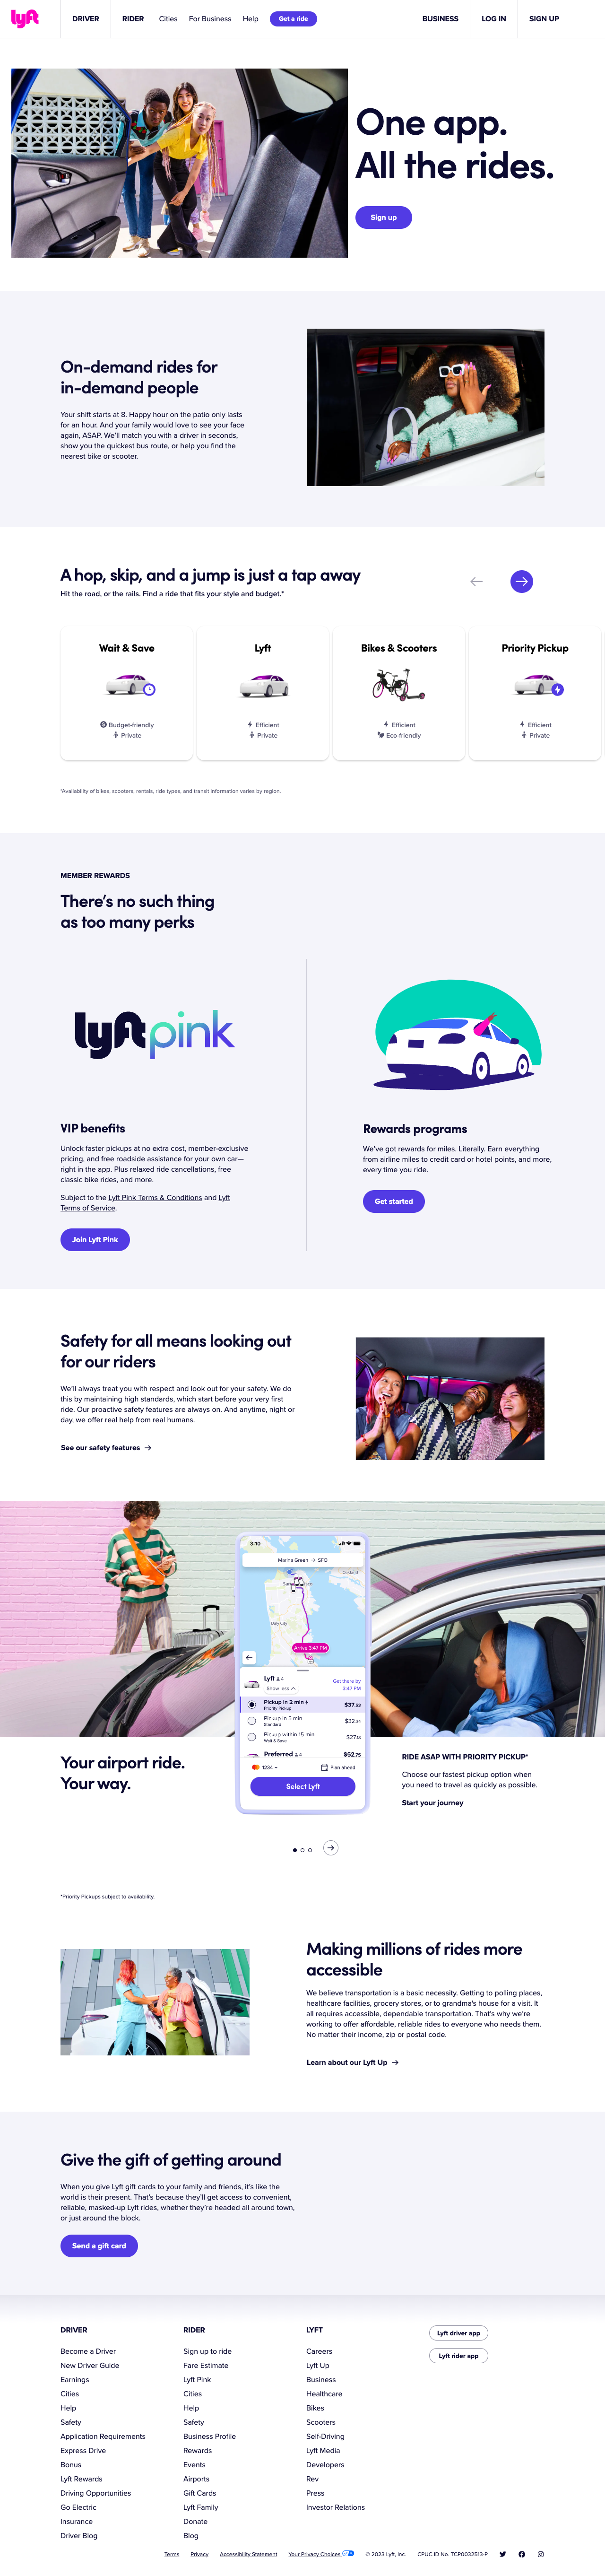 lyft
DRIVER
RIDER
Cities
For Business
Help
Get a ride
BUSINESS
LOG IN
SIGN UP
One app.
All the rides.
Sign up
On-demand rides for
in-demand people
Your shift starts at 8. Happy hour on the patio only lasts
for an hour. And your family would love to see your face
again, ASAP. We'll match you with a driver in seconds,
show you the quickest bus route, or help you find the
nearest bike or scooter.
A hop, skip, and a jump is just a tap away
Hit the road, or the rails. Find a ride that fits your style and budget.*
Wait & Save
Budget-friendly
Private
Lyft
Efficient
Private
Bikes & Scooters
Efficient
Eco-friendly
Priority Pickup
Efficient
Private
*Availability of bikes, scooters, rentals, ride types, and transit information varies by region.
MEMBER REWARDS
There's no such thing
as too many perks
lyft pink
VIP benefits
Unlock faster pickups at no extra cost, member-exclusive
pricing, and free roadside assistance for your own car—
right in the app. Plus relaxed ride cancellations, free
classic bike rides, and more.
Subject to the Lyft Pink Terms & Conditions and Lyft
Terms of Service.
Join Lyft Pink
Rewards programs
We've got rewards for miles. Literally. Earn everything
from airline miles to credit card or hotel points, and more,
every time you ride.
Get started
Safety for all means looking out
for our riders
We'll always treat you with respect and look out for your safety. We do
this by maintaining high standards, which start before your very first
ride. Our proactive safety features are always on. And anytime, night or
day, we offer real help from real humans.
See our safety features →
3:10
Marina Green → SFO
Oakland
Daly City
Arrive 3:47 PM
Lyft 4
Get there by
3:47 PM
Show less
Pickup in 2 min
Priority Pickup
$37.53
Pickup in 5 min
Standard
$32.34
Pickup within 15 min
Wait & Save
$27.18
Preferred 4
$52.75
1234
Plan ahead
Select Lyft
Your airport ride.
Your way.
RIDE ASAP WITH PRIORITY PICKUP*
Choose our fastest pickup option when
you need to travel as quickly as possible.
Start your journey
*Priority Pickups subject to availability.
Making millions of rides more
accessible
We believe transportation is a basic necessity. Getting to polling places,
healthcare facilities, grocery stores, or to grandma's house for a visit. It
all requires accessible, dependable transportation. That's why we're
working to offer affordable, reliable rides to everyone who needs them.
No matter their income, zip or postal code.
Learn about our Lyft Up →
Give the gift of getting around
When you give Lyft gift cards to your family and friends, it's like the
world is their present. That's because they'll get access to convenient,
reliable, masked-up Lyft rides, whether they're headed all around town,
or just around the block.
Send a gift card
DRIVER
Become a Driver
New Driver Guide
Earnings
Cities
Help
Safety
Application Requirements
Express Drive
Bonus
Lyft Rewards
Driving Opportunities
Go Electric
Insurance
Driver Blog
RIDER
Sign up to ride
Fare Estimate
Lyft Pink
Cities
Help
Safety
Business Profile
Rewards
Events
Airports
Gift Cards
Lyft Family
Donate
Blog
LYFT
Careers
Lyft Up
Business
Healthcare
Bikes
Scooters
Self-Driving
Lyft Media
Developers
Rev
Press
Investor Relations
Lyft driver app
Lyft rider app
Terms
Privacy
Accessibility Statement
Your Privacy Choices
© 2023 Lyft, Inc.
CPUC ID No. TCP0032513-P